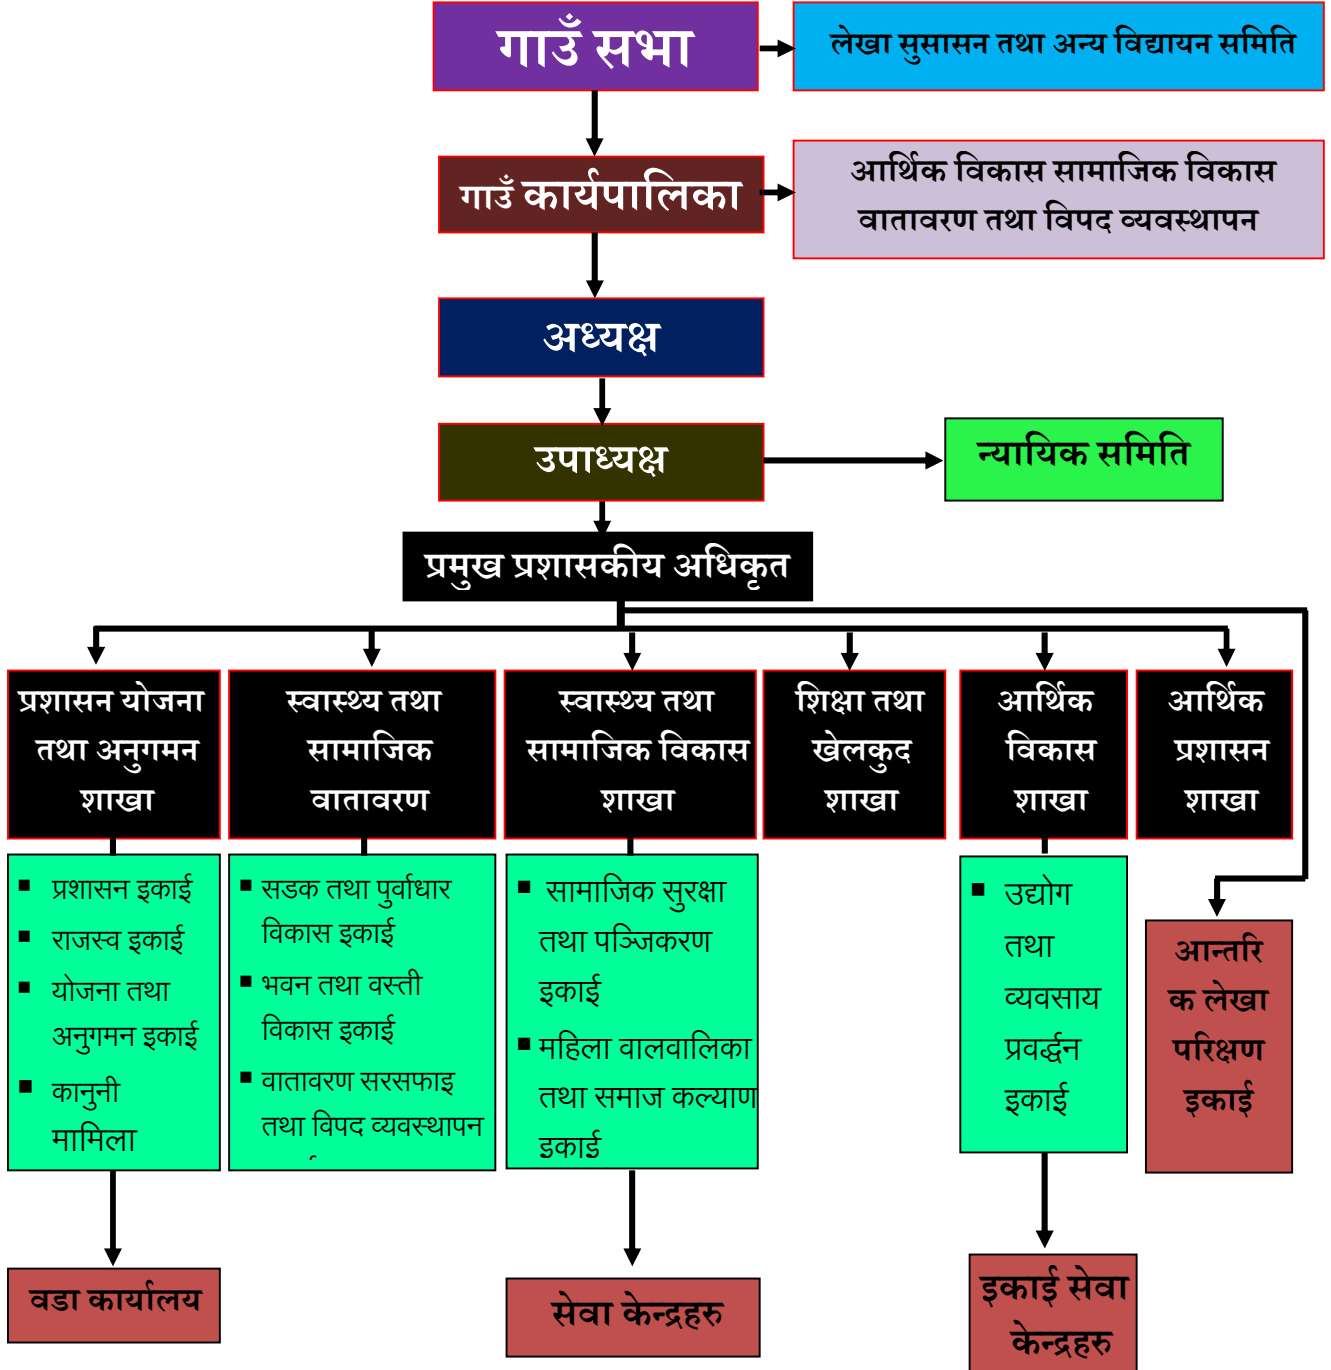 गाउँ सभा
लेखा सुसासन तथा अन्य विद्यायन समिति
गाउँ कार्यपालिका
आर्थिक विकास सामाजिक विकास
वातावरण तथा विपद व्यवस्थापन
अध्यक्ष
उपाध्यक्ष
न्यायिक समिति
प्रमुख प्रशासकीय अधिकृत
प्रशासन योजना
तथा अनुगमन
शाखा
स्वास्थ्य तथा
सामाजिक
वातावरण
स्वास्थ्य तथा
सामाजिक विकास
शाखा
शिक्षा तथा
खेलकुद
शाखा
आर्थिक
विकास
शाखा
आर्थिक
प्रशासन
शाखा
▪ प्रशासन इकाई
▪ राजस्व इकाई
▪ योजना तथा
अनुगमन इकाई
▪ कानुनी
मामिला
▪ सडक तथा पुर्वाधार
विकास इकाई
▪ भवन तथा वस्ती
विकास इकाई
▪ वातावरण सरसफाइ
तथा विपद व्यवस्थापन
▪ सामाजिक सुरक्षा
तथा पञ्जिकरण
इकाई
▪ महिला वालवालिका
तथा समाज कल्याण
इकाई
▪ उद्योग
तथा
व्यवसाय
प्रवर्द्धन
इकाई
आन्तरि
क लेखा
परिक्षण
इकाई
वडा कार्यालय
सेवा केन्द्रहरु
इकाई सेवा
केन्द्रहरु